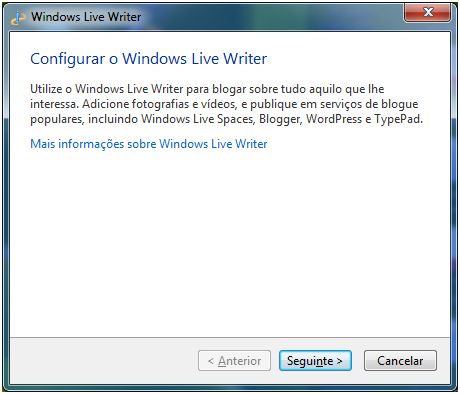 Windows Live Writer
Configurar o Windows Live Writer
Utilize o Windows Live Writer para blogar sobre tudo aquilo que lhe
interessa. Adicione fotografias e vídeos, e publique em serviços de blogue
populares, incluindo Windows Live Spaces, Blogger, WordPress e TypePad.
Mais informações sobre Windows Live Writer
< Anterior Seguinte > Cancelar